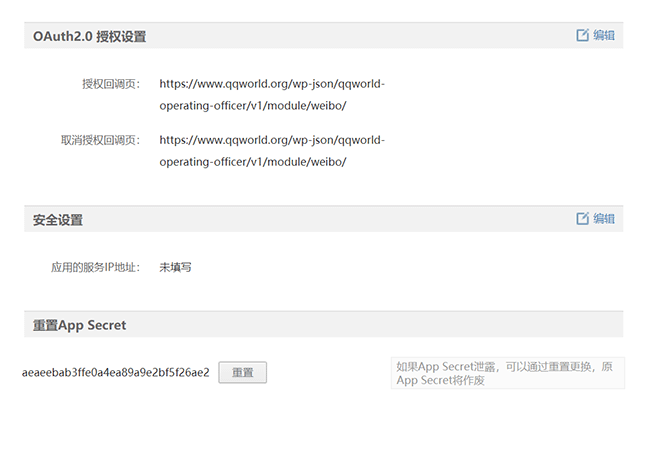 OAuth2.0 授权设置 编辑
授权回调页： https://www.qqworld.org/wp-json/qqworld-
operating-officer/v1/module/weibo/
取消授权回调页： https://www.qqworld.org/wp-json/qqworld-
operating-officer/v1/module/weibo/
安全设置 编辑
应用的服务IP地址： 未填写
重置App Secret
aeaeebab3ffe0a4ea89a9e2bf5f26ae2 重置
如果App Secret泄露，可以通过重置更换，原
App Secret将作废